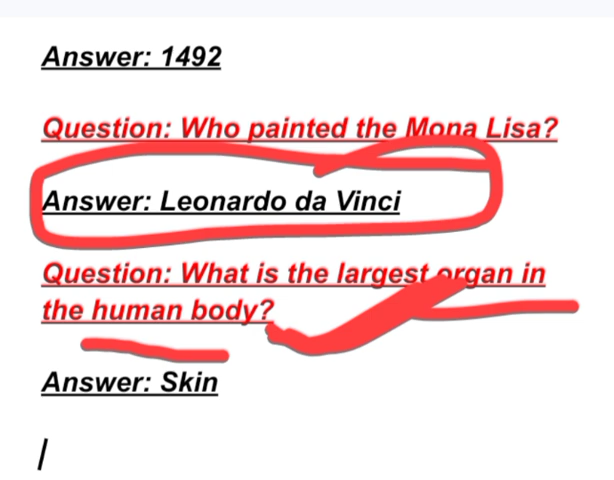 Answer: 1492
Question: Who painted the Mona Lisa?
Answer: Leonardo da Vinci
Question: What is the largest organ in
the human body?
Answer: Skin